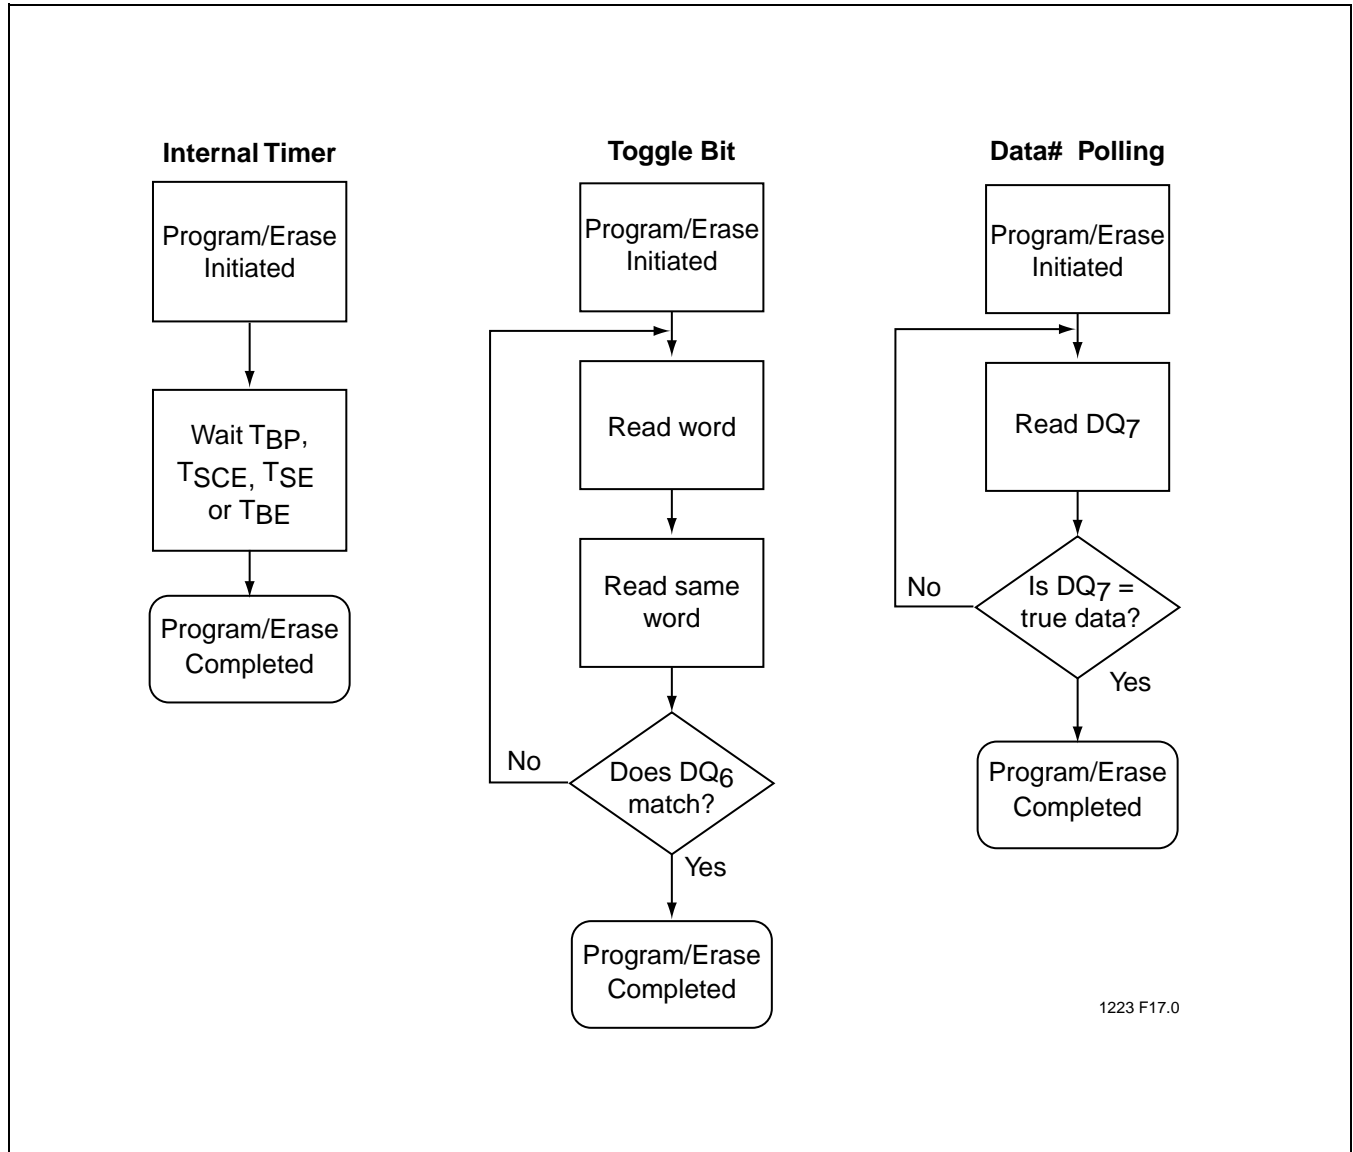 Internal Timer
Program/Erase
Initiated
Wait TBP,
TSCE, TSE
or TBE
Program/Erase
Completed
Toggle Bit
Program/Erase
Initiated
Read word
Read same
word
Does DQ6
match?
No
Yes
Program/Erase
Completed
Data# Polling
Program/Erase
Initiated
Read DQ7
Is DQ7 =
true data?
No
Yes
Program/Erase
Completed
1223 F17.0